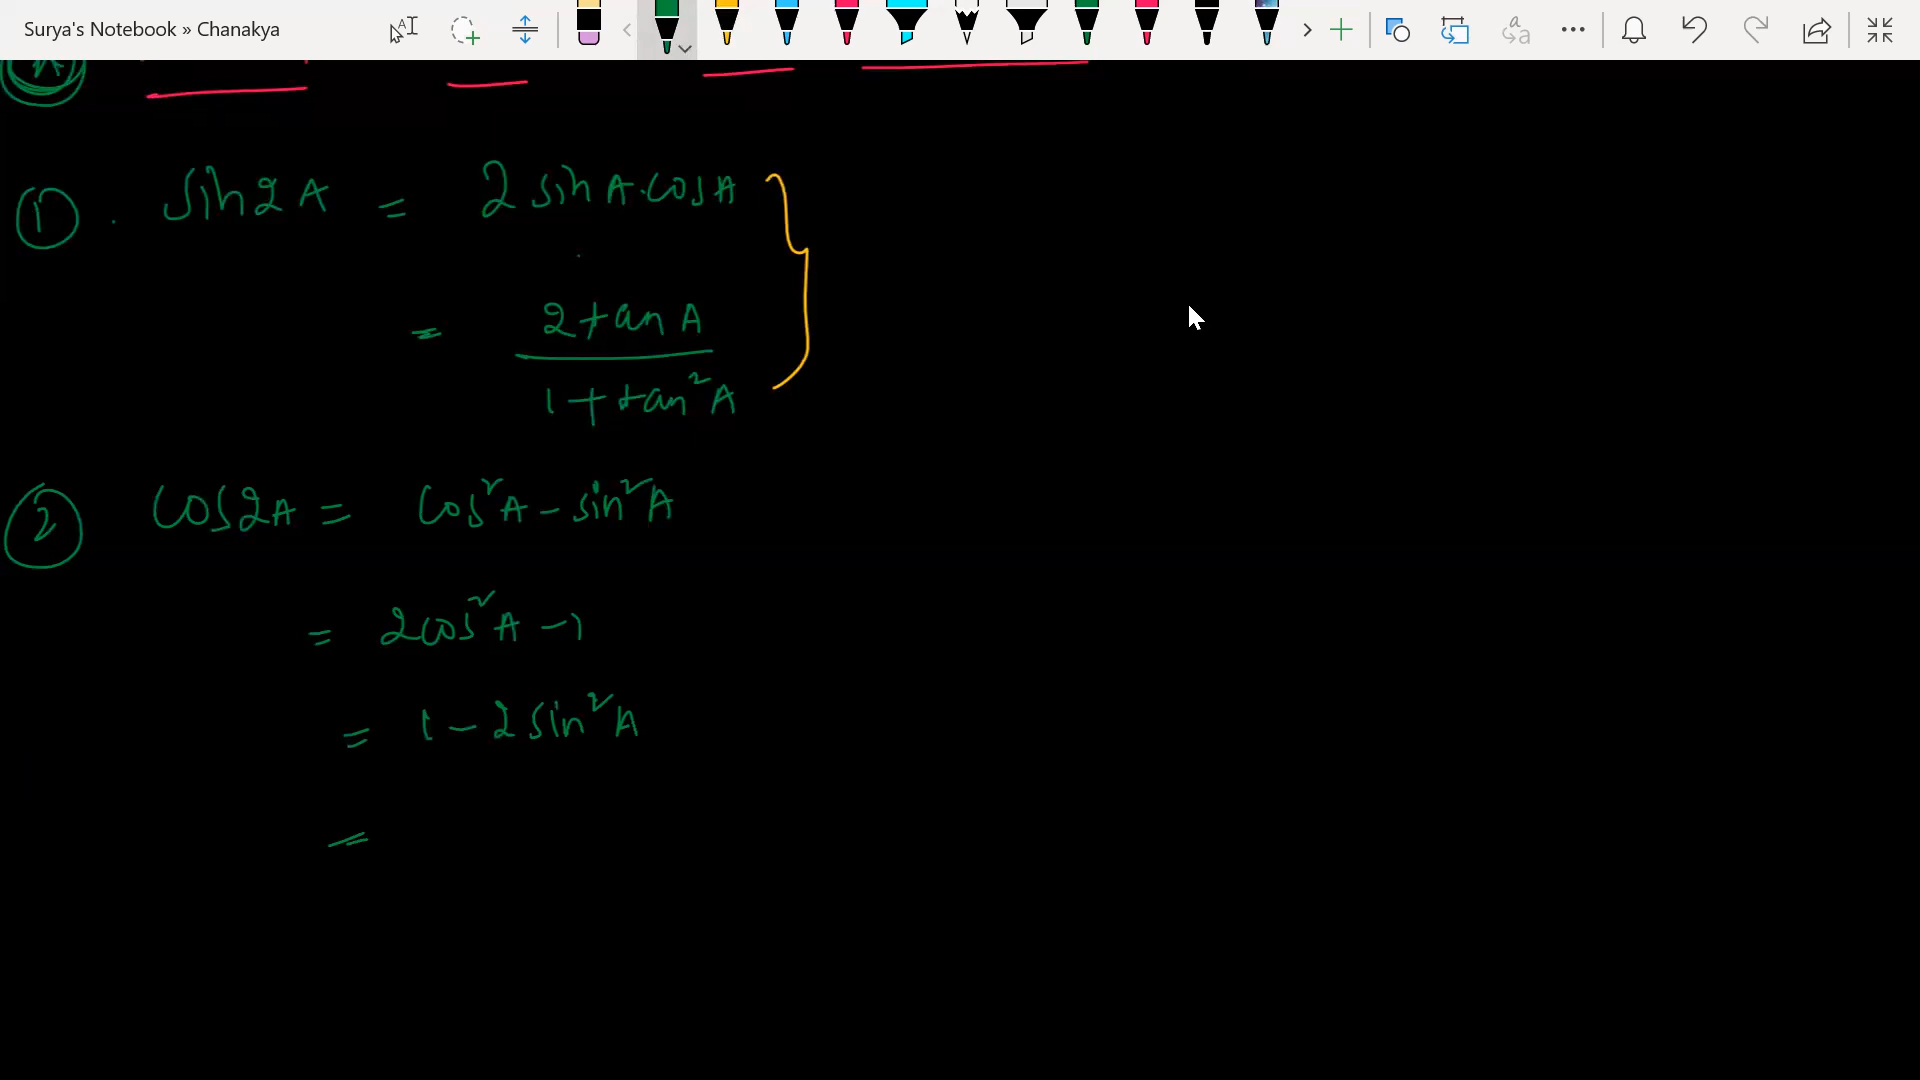 Surya's Notebook » Chanakya
① . sin2A = 2 sinA.cosA
= 2tanA / 1+tan²A
② cos2A = cos²A - sin²A
= 2cos²A - 1
= 1 - 2sin²A
=